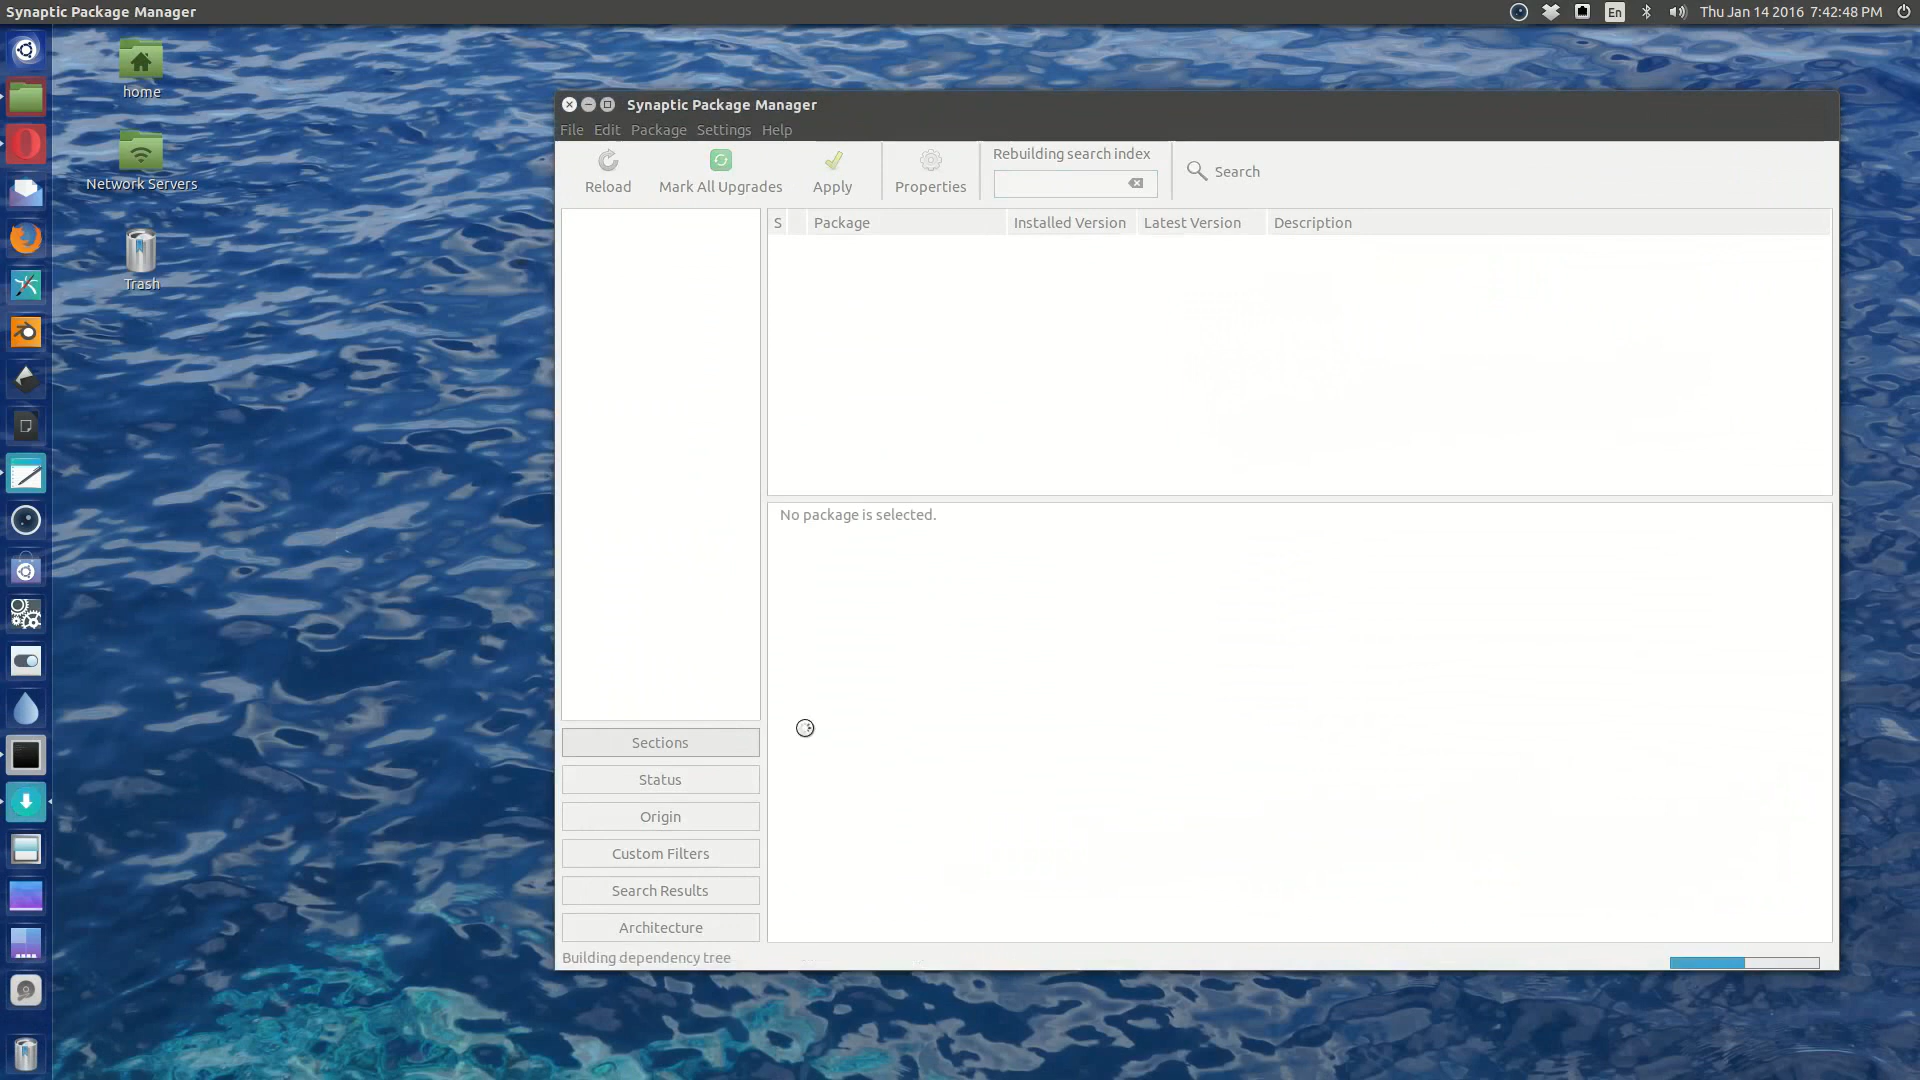 Synaptic Package Manager
En
Thu Jan 14 2016 7:42:48 PM
home
Network Servers
Trash
Synaptic Package Manager
File Edit Package Settings Help
Reload
Mark All Upgrades
Apply
Properties
Rebuilding search index
Search
S Package Installed Version Latest Version Description
No package is selected.
Sections
Status
Origin
Custom Filters
Search Results
Architecture
Building dependency tree